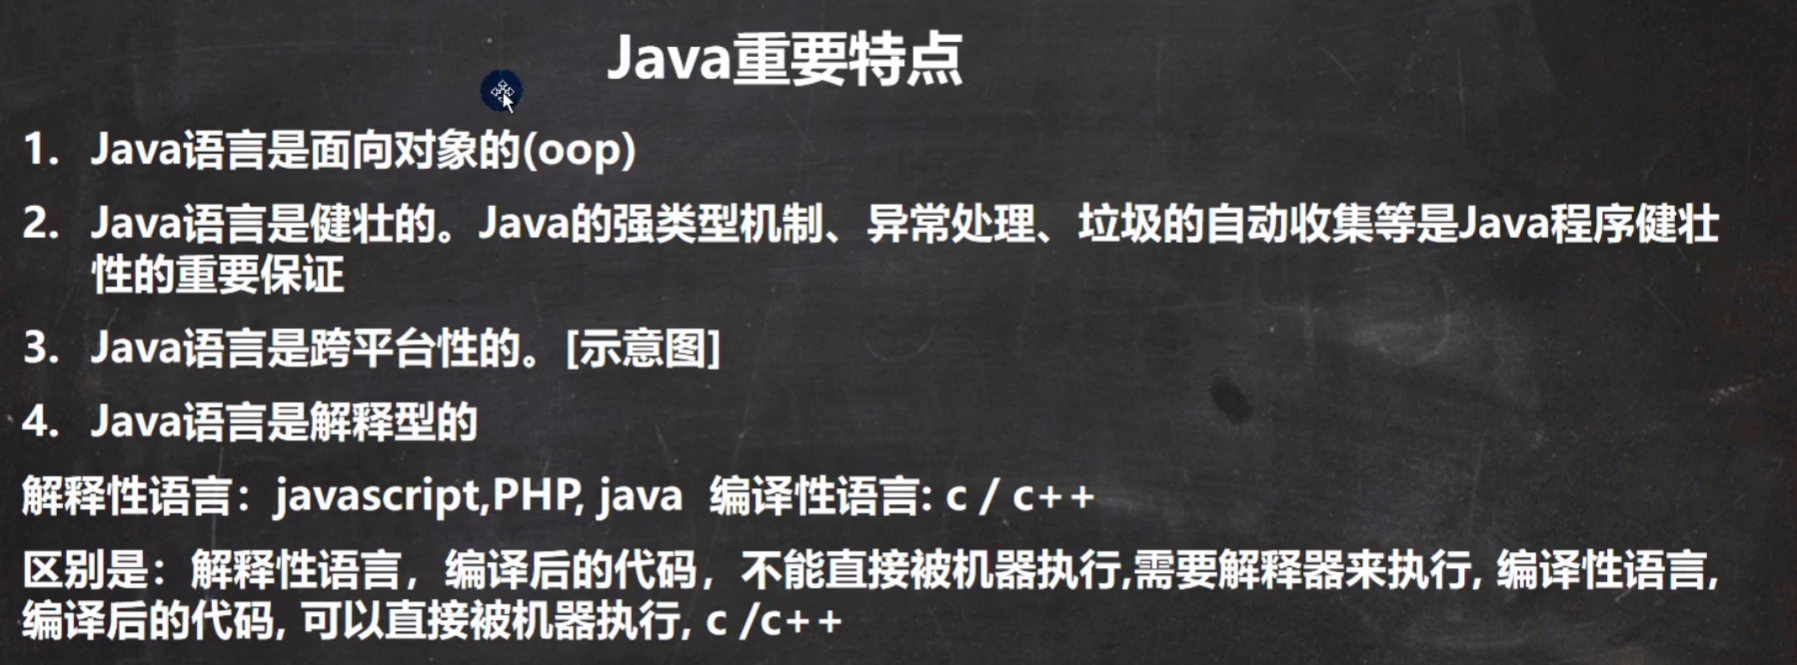 Java重要特点
1. Java语言是面向对象的(oop)
2. Java语言是健壮的。Java的强类型机制、异常处理、垃圾的自动收集等是Java程序健壮
性的重要保证
3. Java语言是跨平台性的。[示意图]
4. Java语言是解释型的
解释性语言：javascript,PHP, java 编译性语言: c / c++
区别是：解释性语言，编译后的代码，不能直接被机器执行,需要解释器来执行, 编译性语言,
编译后的代码, 可以直接被机器执行, c /c++